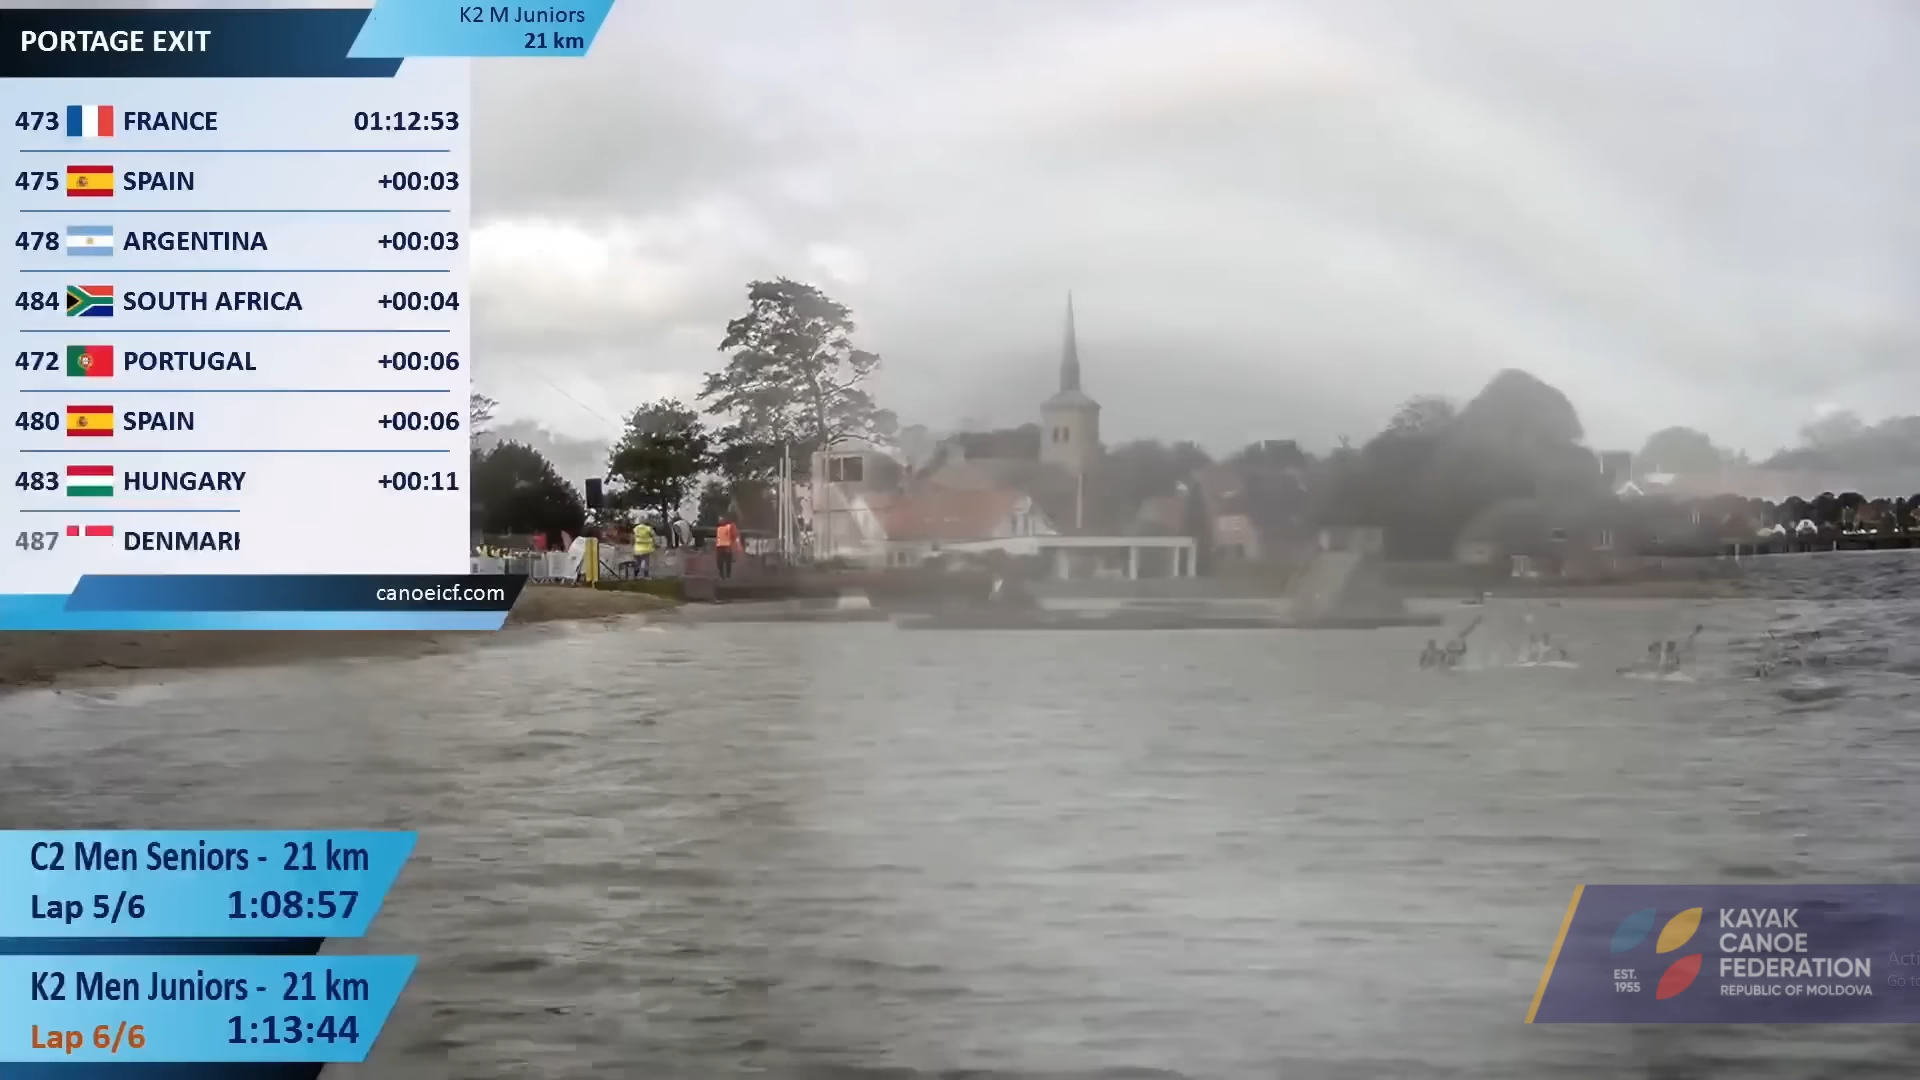 PORTAGE EXIT
K2 M Juniors
21 km
473 FRANCE 01:12:53
475 SPAIN +00:03
478 ARGENTINA +00:03
484 SOUTH AFRICA +00:04
472 PORTUGAL +00:06
480 SPAIN +00:06
483 HUNGARY +00:11
487 DENMAR
canoeicf.com
C2 Men Seniors - 21 km
Lap 5/6 1:08:57
K2 Men Juniors - 21 km
Lap 6/6 1:13:44
EST.
1955
KAYAK
CANOE
FEDERATION
REPUBLIC OF MOLDOVA
Go to